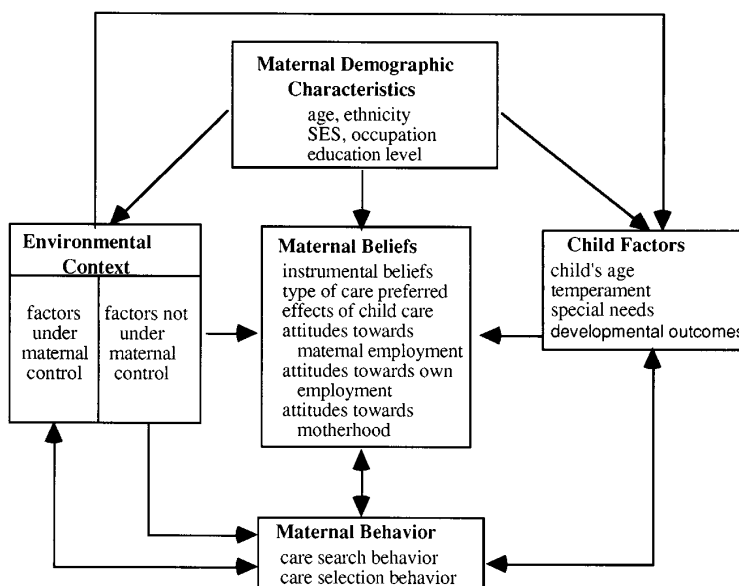 Maternal Demographic
Characteristics
age, ethnicity
SES, occupation
education level
Environmental
Context
factors
under
maternal
control
factors not
under
maternal
control
Maternal Beliefs
instrumental beliefs
type of care preferred
effects of child care
attitudes towards
maternal employment
attitudes towards own
employment
attitudes towards
motherhood
Child Factors
child's age
temperament
special needs
developmental outcomes
Maternal Behavior
care search behavior
care selection behavior